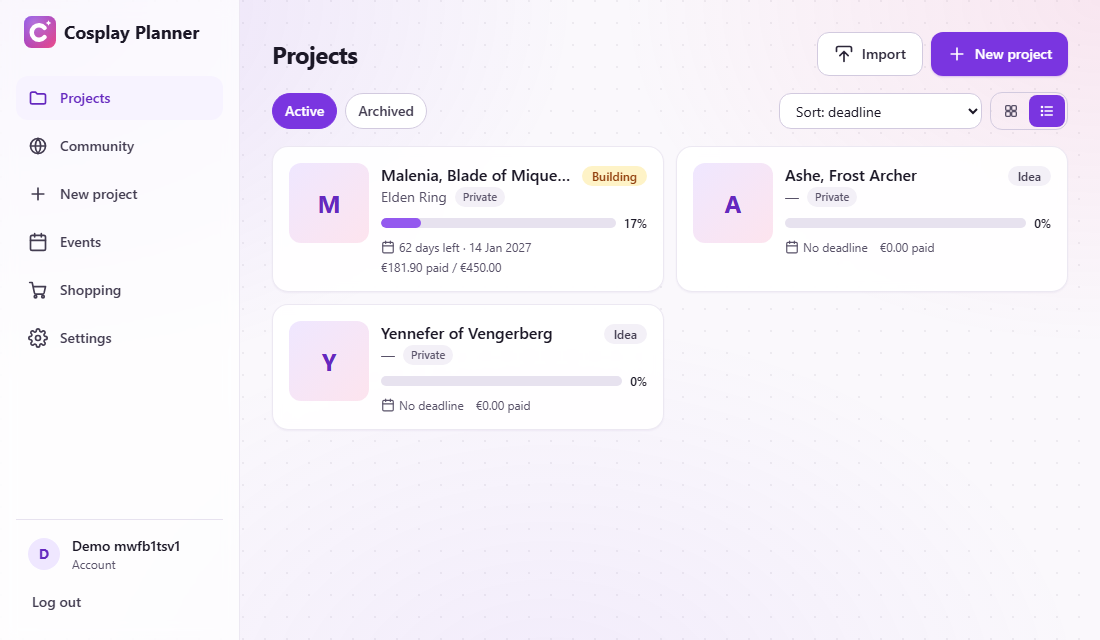 Cosplay Planner
Projects
Community
New project
Events
Shopping
Settings
D
Demo mwfb1tsv1
Account
Log out
Projects
Import
New project
Active
Archived
Sort: deadline
M
Malenia, Blade of Mique...
Building
Elden Ring
Private
17%
62 days left · 14 Jan 2027
€181.90 paid / €450.00
A
Ashe, Frost Archer
Idea
—
Private
0%
No deadline
€0.00 paid
Y
Yennefer of Vengerberg
Idea
—
Private
0%
No deadline
€0.00 paid